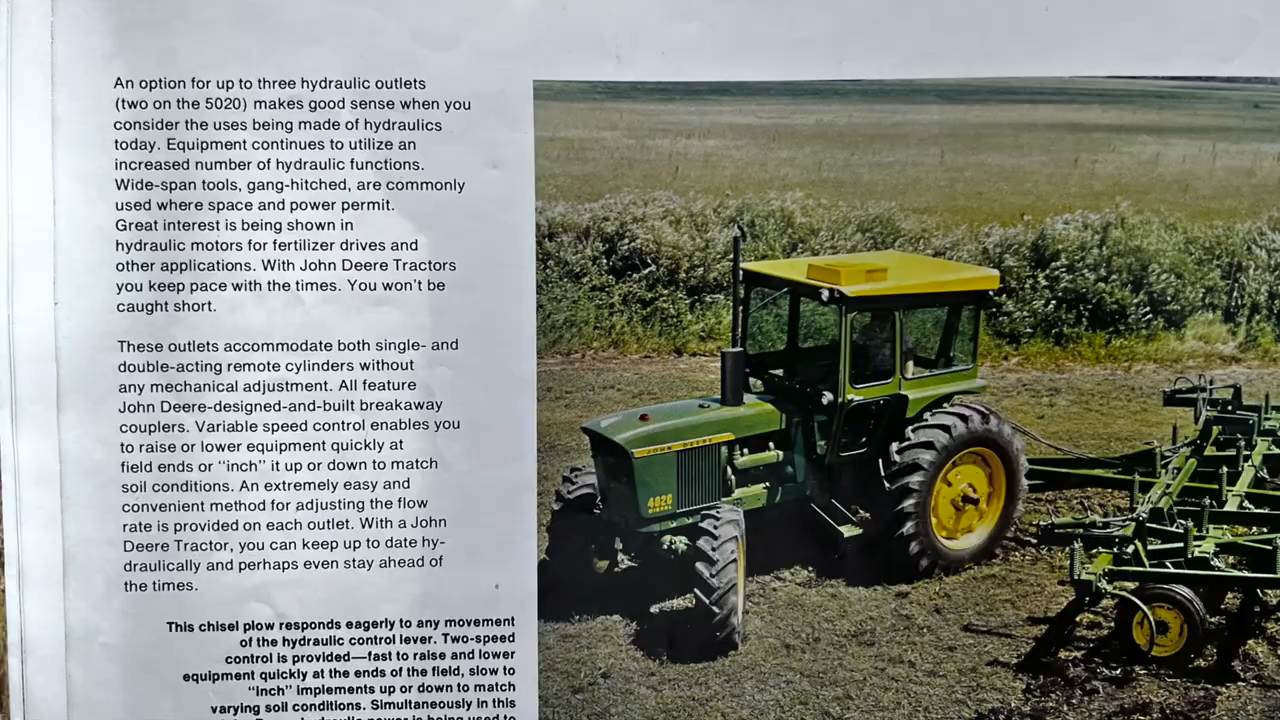 An option for up to three hydraulic outlets
(two on the 5020) makes good sense when you
consider the uses being made of hydraulics
today. Equipment continues to utilize an
increased number of hydraulic functions.
Wide-span tools, gang-hitched, are commonly
used where space and power permit.
Great interest is being shown in
hydraulic motors for fertilizer drives and
other applications. With John Deere Tractors
you keep pace with the times. You won't be
caught short.
These outlets accommodate both single- and
double-acting remote cylinders without
any mechanical adjustment. All feature
John Deere-designed-and-built breakaway
couplers. Variable speed control enables you
to raise or lower equipment quickly at
field ends or "inch" it up or down to match
soil conditions. An extremely easy and
convenient method for adjusting the flow
rate is provided on each outlet. With a John
Deere Tractor, you can keep up to date hy-
draulically and perhaps even stay ahead of
the times.
This chisel plow responds eagerly to any movement
of the hydraulic control lever. Two-speed
control is provided—fast to raise and lower
equipment quickly at the ends of the field, slow to
"inch" implements up or down to match
varying soil conditions. Simultaneously in this
hydraulic power is being used to
JOHN DEERE
DIESEL